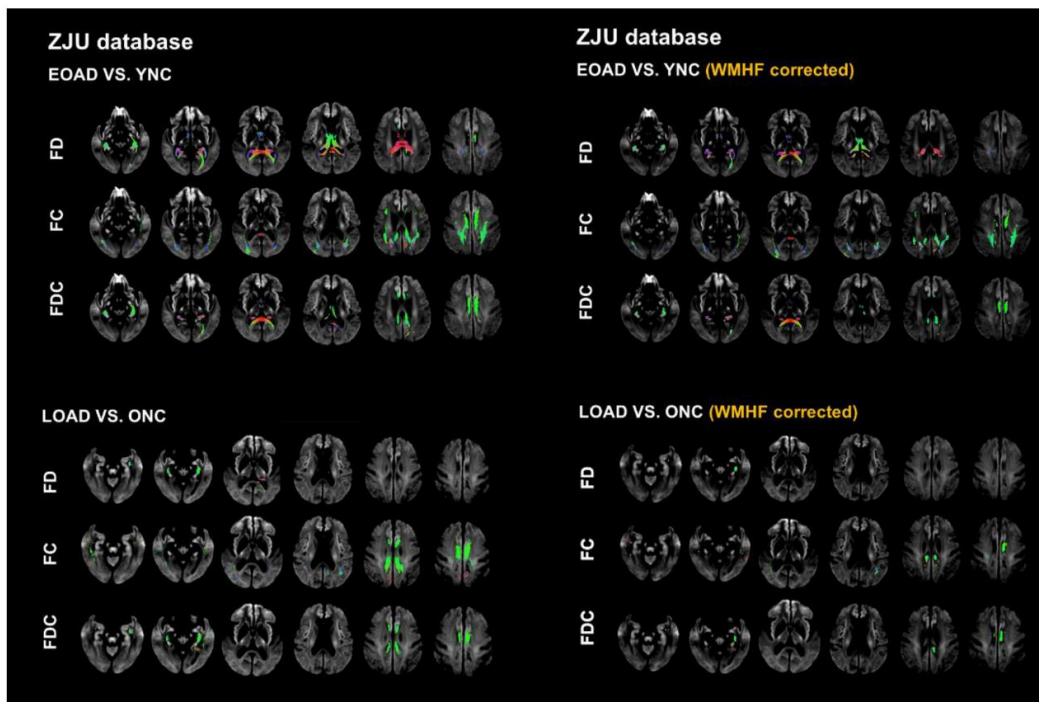 ZJU database
EOAD VS. YNC
FD
FC
FDC
ZJU database
EOAD VS. YNC (WMHF corrected)
FD
FC
FDC
LOAD VS. ONC
FD
FC
FDC
LOAD VS. ONC (WMHF corrected)
FD
FC
FDC